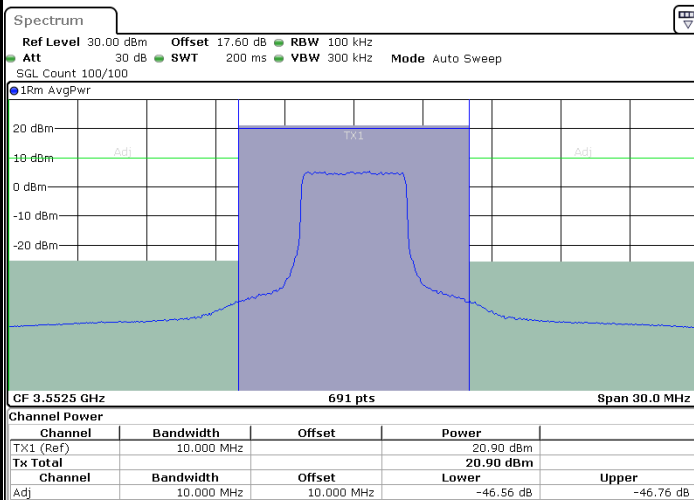 Spectrum
Ref Level 30.00 dBm Offset 17.60 dB RBW 100 kHz
Att 30 dB SWT 200 ms VBW 300 kHz Mode Auto Sweep
SGL Count 100/100
1Rm AvgPwr
20 dBm
TX1
Adj Adj
10 dBm
0 dBm
-10 dBm
-20 dBm
CF 3.5525 GHz 691 pts Span 30.0 MHz
Channel Power
Channel Bandwidth Offset Power
TX1 (Ref) 10.000 MHz 20.90 dBm
Tx Total 20.90 dBm
Channel Bandwidth Offset Lower Upper
Adj 10.000 MHz 10.000 MHz -46.56 dB -46.76 dB